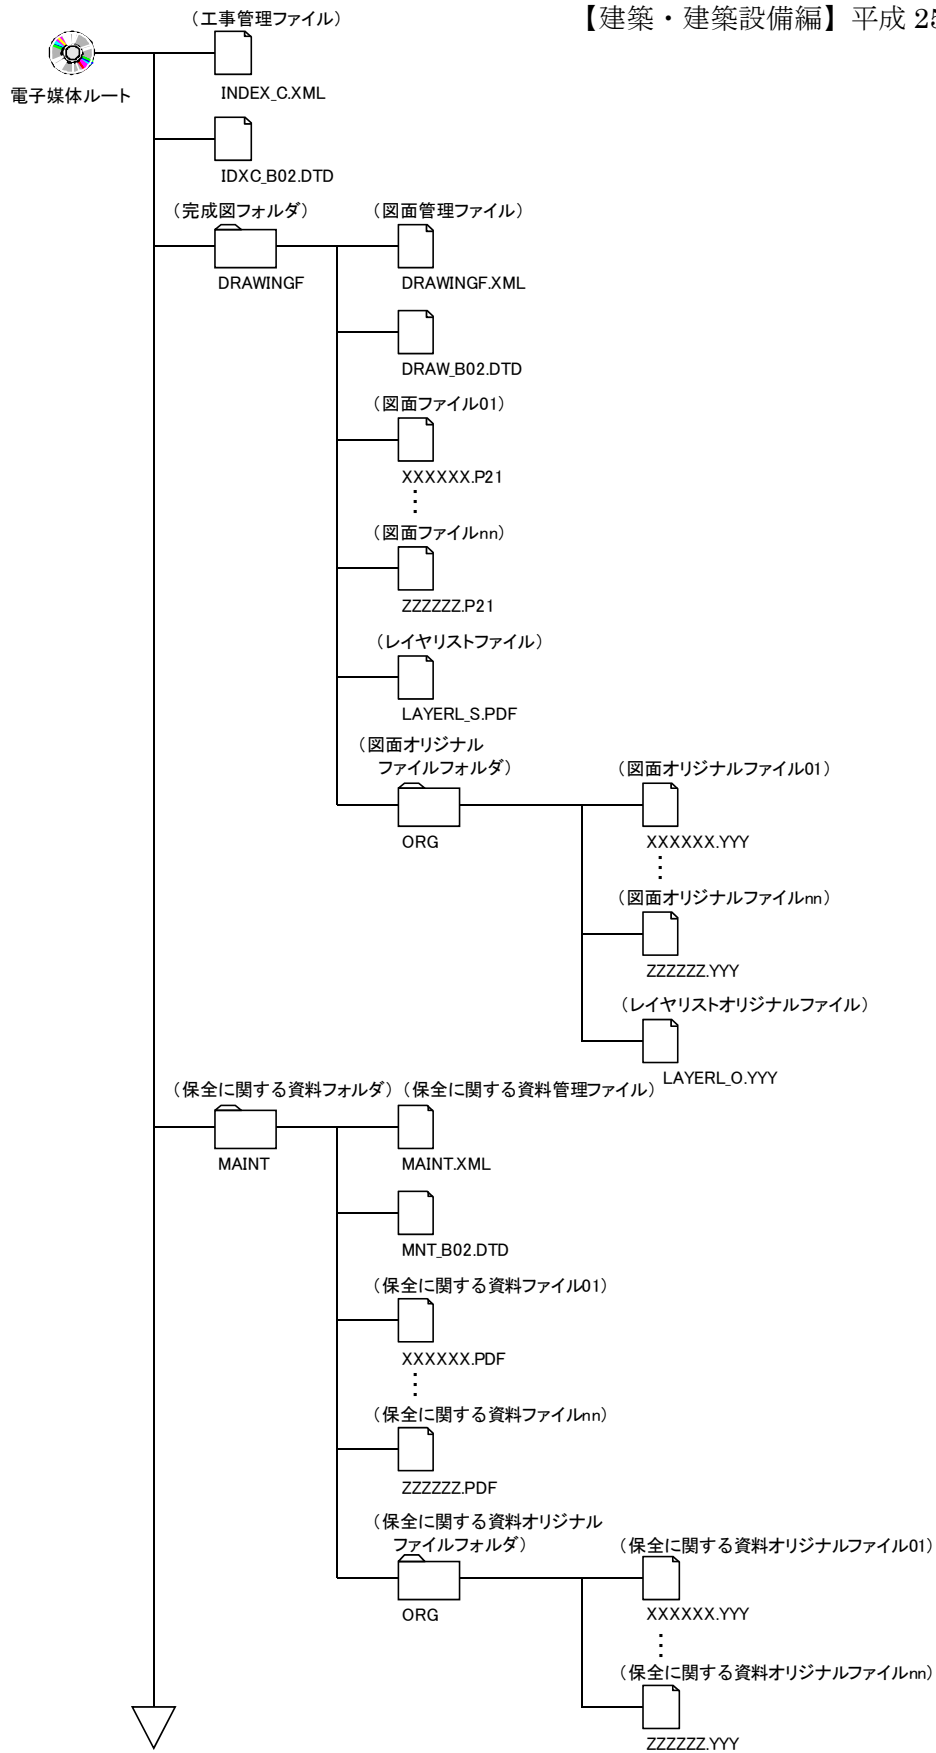 【建築・建築設備編】平成 25
（工事管理ファイル）
電子媒体ルート
INDEX_C.XML
IDXC_B02.DTD
（完成図フォルダ）
（図面管理ファイル）
DRAWINGF
DRAWINGF.XML
DRAW_B02.DTD
（図面ファイル01）
XXXXXX.P21
（図面ファイルnn）
ZZZZZZ.P21
（レイヤリストファイル）
LAYERL_S.PDF
（図面オリジナル
ファイルフォルダ）
（図面オリジナルファイル01）
ORG
XXXXXX.YYY
（図面オリジナルファイルnn）
ZZZZZZ.YYY
（レイヤリストオリジナルファイル）
LAYERL_O.YYY
（保全に関する資料フォルダ）
（保全に関する資料管理ファイル）
MAINT
MAINT.XML
MNT_B02.DTD
（保全に関する資料ファイル01）
XXXXXX.PDF
（保全に関する資料ファイルnn）
ZZZZZZ.PDF
（保全に関する資料オリジナル
ファイルフォルダ）
（保全に関する資料オリジナルファイル01）
ORG
XXXXXX.YYY
（保全に関する資料オリジナルファイルnn）
ZZZZZZ.YYY